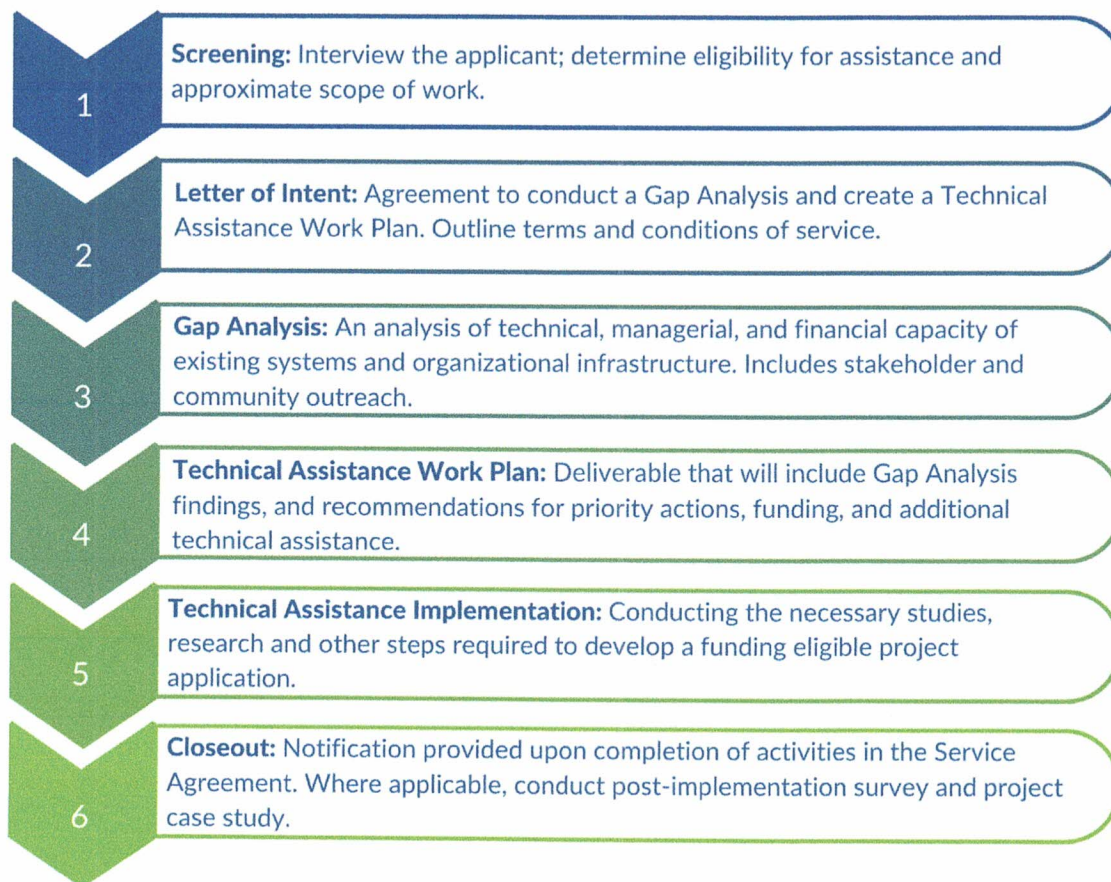 1
Screening: Interview the applicant; determine eligibility for assistance and
approximate scope of work.
2
Letter of Intent: Agreement to conduct a Gap Analysis and create a Technical
Assistance Work Plan. Outline terms and conditions of service.
3
Gap Analysis: An analysis of technical, managerial, and financial capacity of
existing systems and organizational infrastructure. Includes stakeholder and
community outreach.
4
Technical Assistance Work Plan: Deliverable that will include Gap Analysis
findings, and recommendations for priority actions, funding, and additional
technical assistance.
5
Technical Assistance Implementation: Conducting the necessary studies,
research and other steps required to develop a funding eligible project
application.
6
Closeout: Notification provided upon completion of activities in the Service
Agreement. Where applicable, conduct post-implementation survey and project
case study.